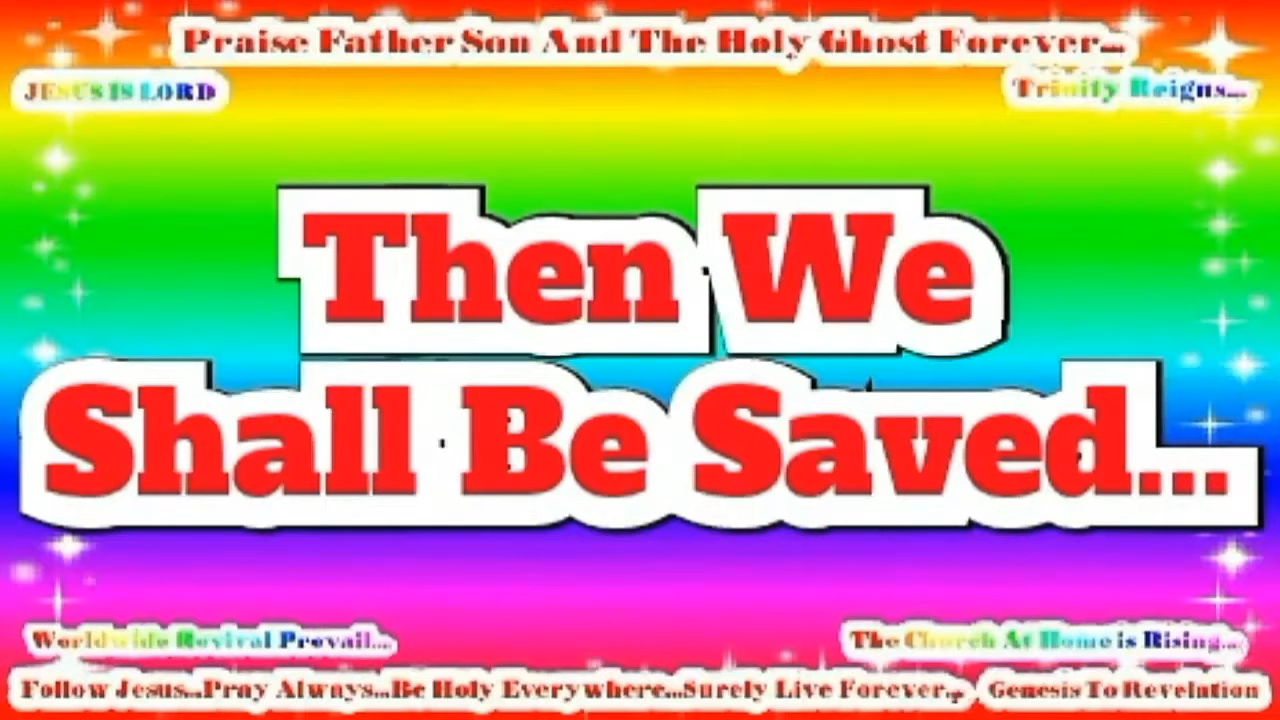 Praise Father Son And The Holy Ghost Forever...
JESUS IS LORD
Trinity Reigns...
Then We
Shall Be Saved...
Worldwide Revival Prevail...
The Church At Home is Rising...
Follow Jesus...Pray Always...Be Holy Everywhere...Surely Live Forever...
Genesis To Revelation